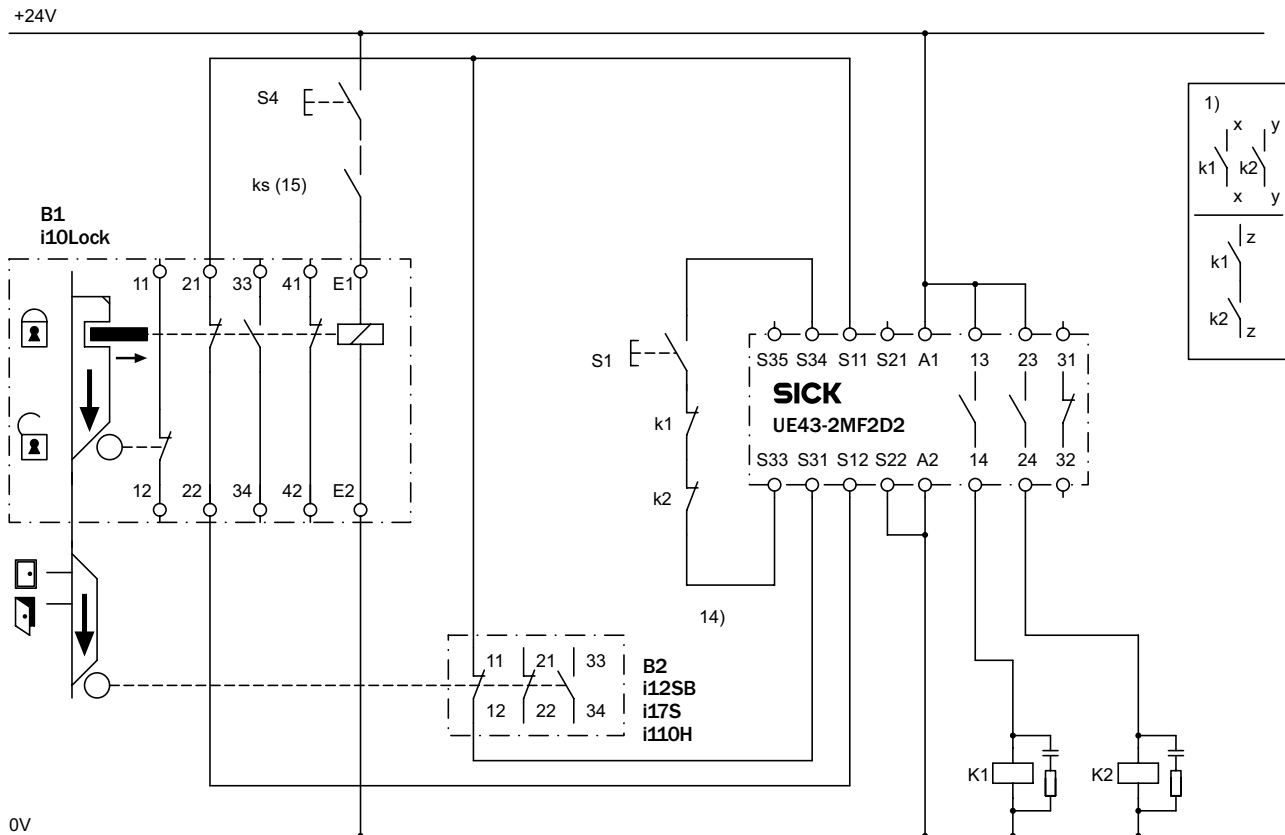 +24V
S4
1)
x y
k1 k2
x y
z
k1
k2
z
ks (15)
B1
i10Lock
11 21 33 41 E1
12 22 34 42 E2
S1
k1
k2
S35 S34 S11 S21 A1 13 23 31
SICK
UE43-2MF2D2
S33 S31 S12 S22 A2 14 24 32
14)
11 21 33
12 22 34
B2
i12SB
i17S
i110H
K1 K2
0V